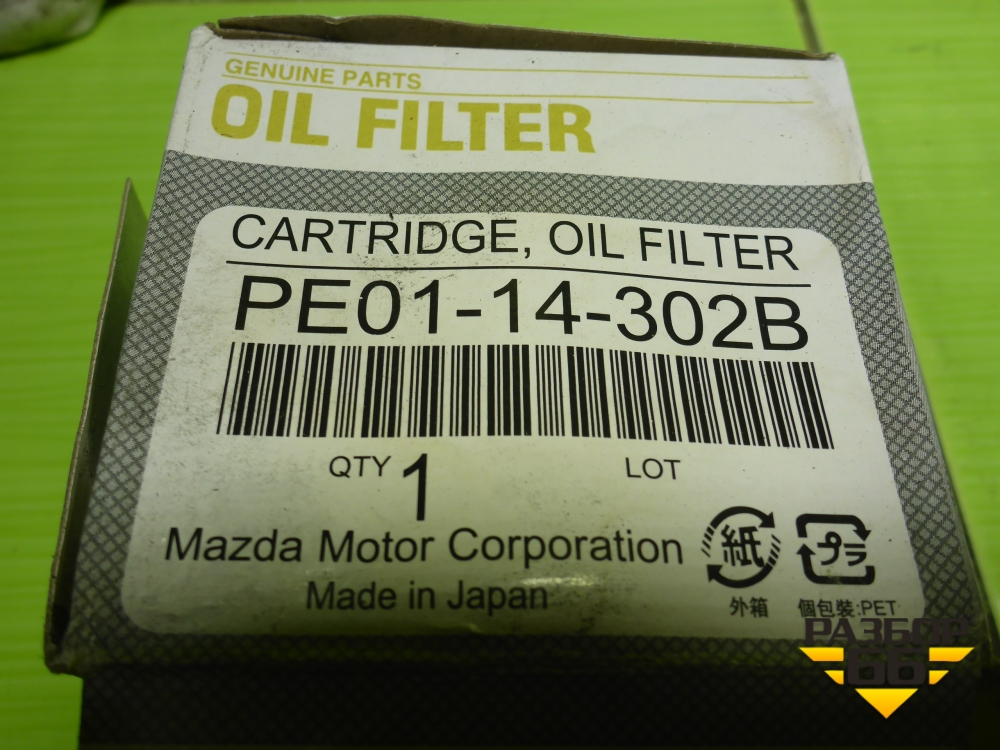 GENUINE PARTS
OIL FILTER
CARTRIDGE, OIL FILTER
PE01-14-302B
QTY 1 LOT
Mazda Motor Corporation
Made in Japan
紙
プラ
外箱
個包装:PET
РАЗБОР
66